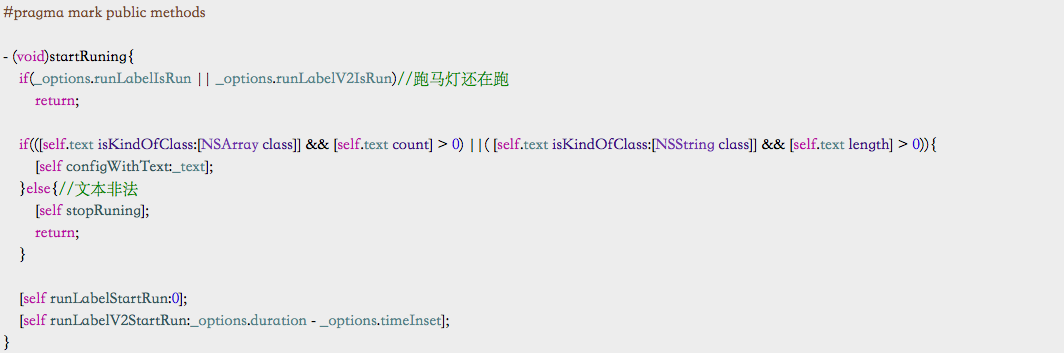 #pragma mark public methods
- (void)startRuning{
if(_options.runLabelIsRun || _options.runLabelV2IsRun)//跑马灯还在跑
return;
if(([self.text isKindOfClass:[NSArray class]] && [self.text count] > 0) ||( [self.text isKindOfClass:[NSString class]] && [self.text length] > 0)){
[self configWithText:_text];
}else{//文本非法
[self stopRuning];
return;
}
[self runLabelStartRun:0];
[self runLabelV2StartRun:_options.duration - _options.timeInset];
}